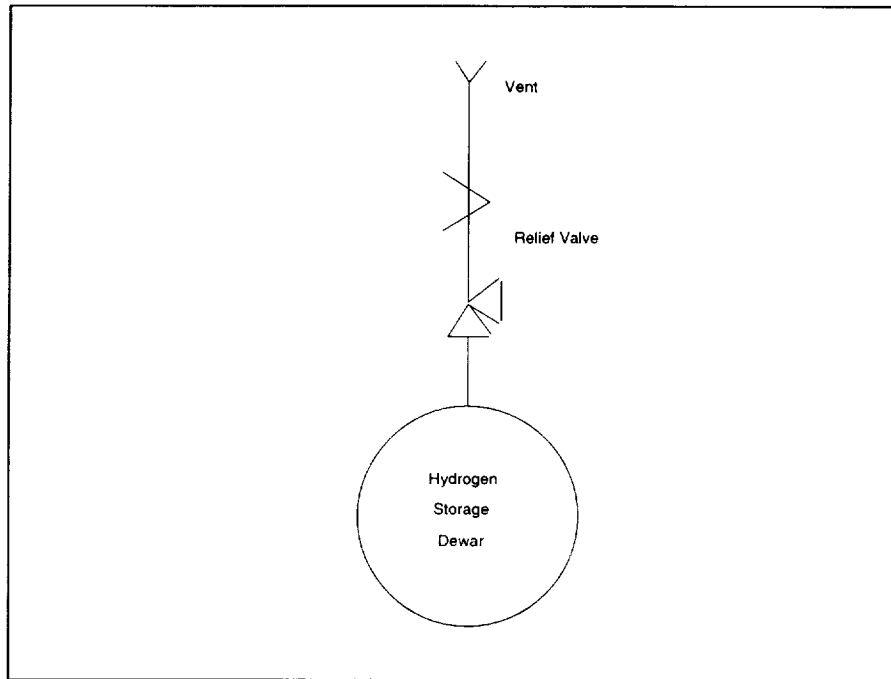 Vent
Relief Valve
Hydrogen
Storage
Dewar